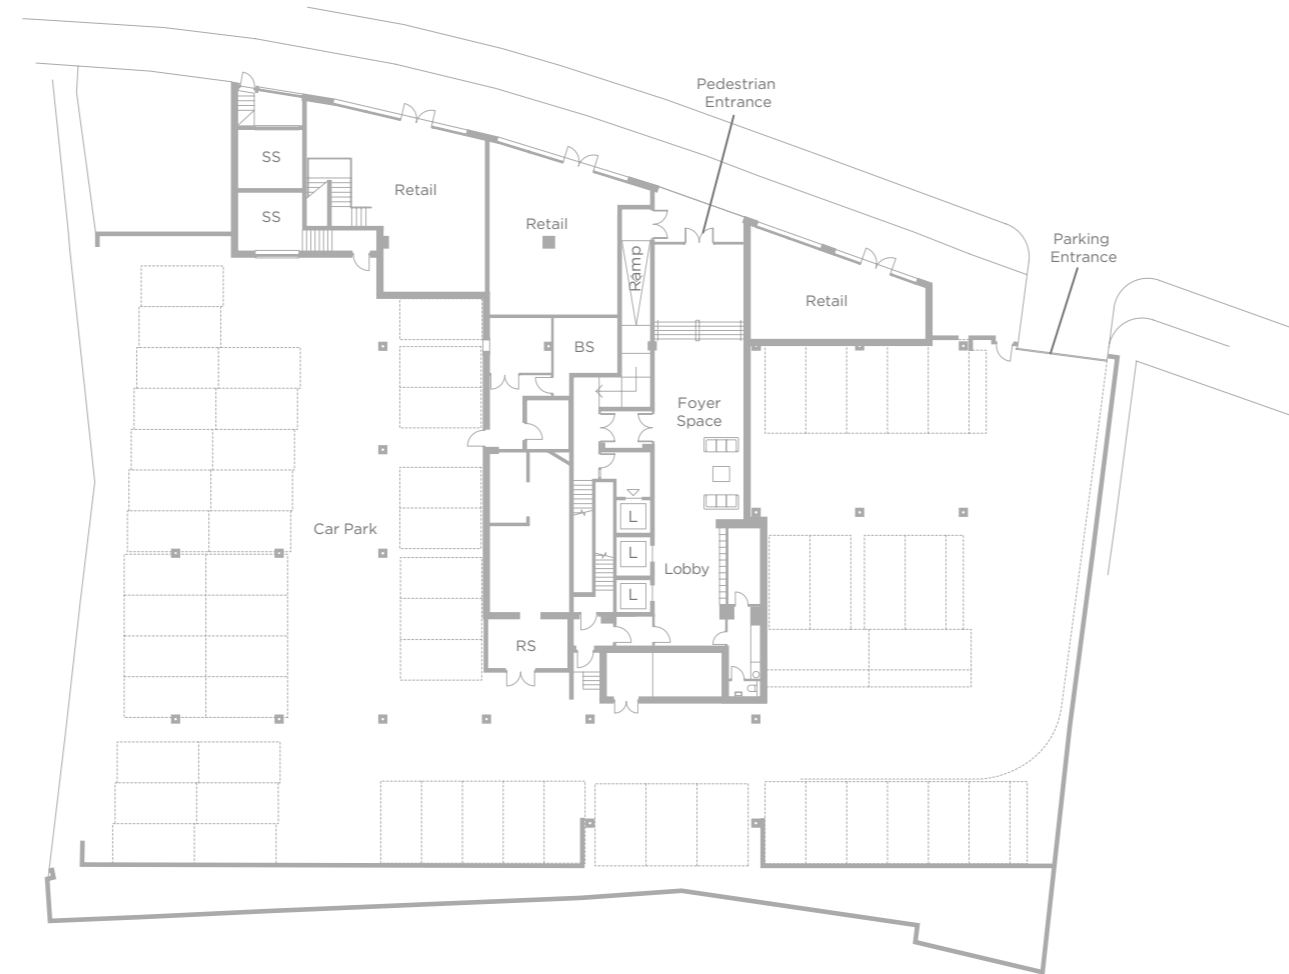 Pedestrian
Entrance
SS
Retail
SS
Retail
Ramp
Parking
Entrance
Retail
BS
Foyer
Space
L
Car Park
L
Lobby
L
RS